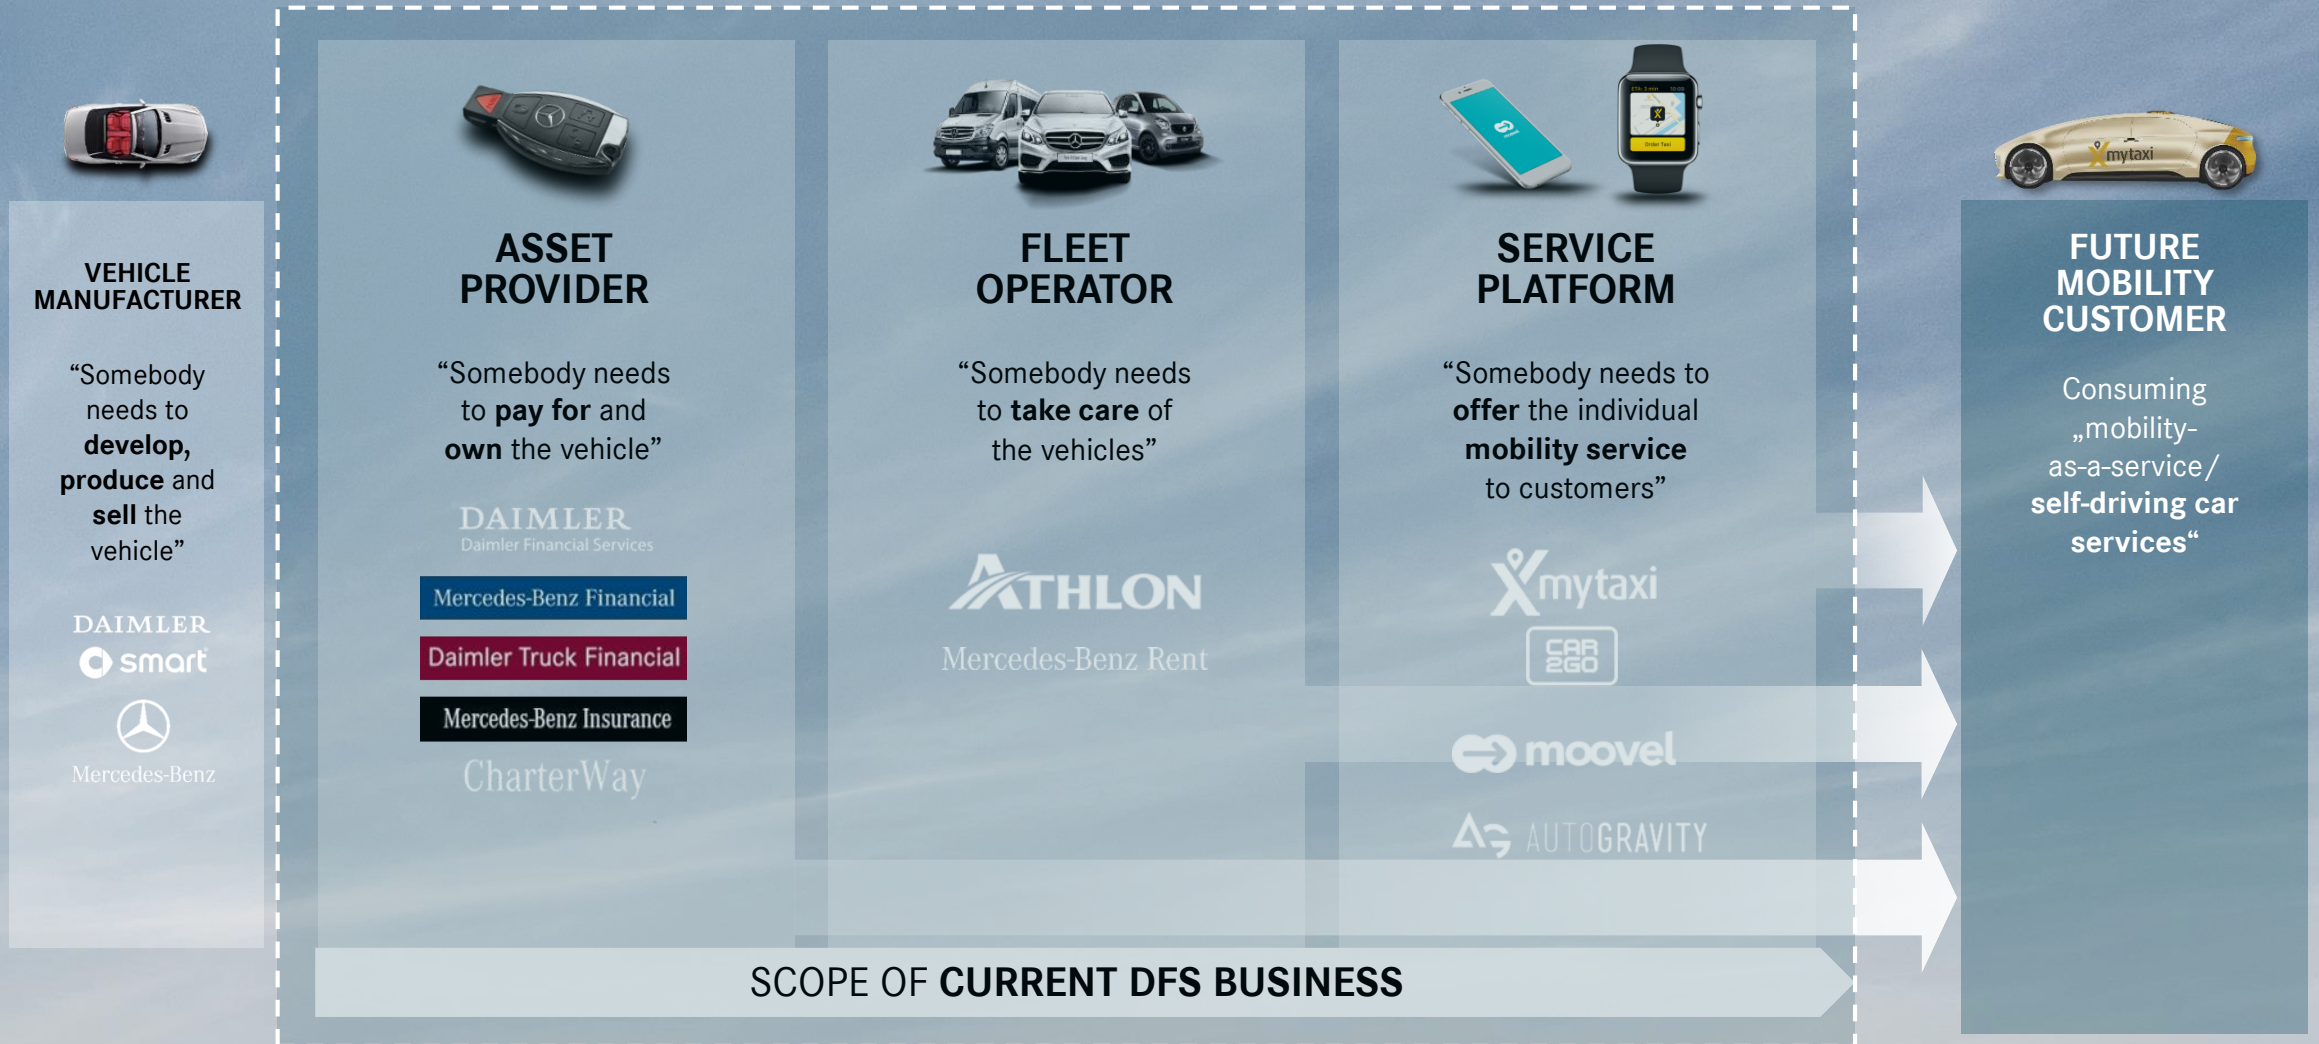 VEHICLE
MANUFACTURER
“Somebody
needs to
develop,
produce and
sell the
vehicle”
DAIMLER
smart
Mercedes-Benz
ASSET
PROVIDER
“Somebody needs
to pay for and
own the vehicle”
DAIMLER
Daimler Financial Services
Mercedes-Benz Financial
Daimler Truck Financial
Mercedes-Benz Insurance
CharterWay
FLEET
OPERATOR
“Somebody needs
to take care of
the vehicles”
ATHLON
Mercedes-Benz Rent
moovel
Order Taxi
SERVICE
PLATFORM
“Somebody needs to
offer the individual
mobility service
to customers”
mytaxi
CAR
2GO
moovel
AUTOGRAVITY
mytaxi
FUTURE
MOBILITY
CUSTOMER
Consuming
„mobility-
as-a-service/
self-driving car
services“
SCOPE OF CURRENT DFS BUSINESS